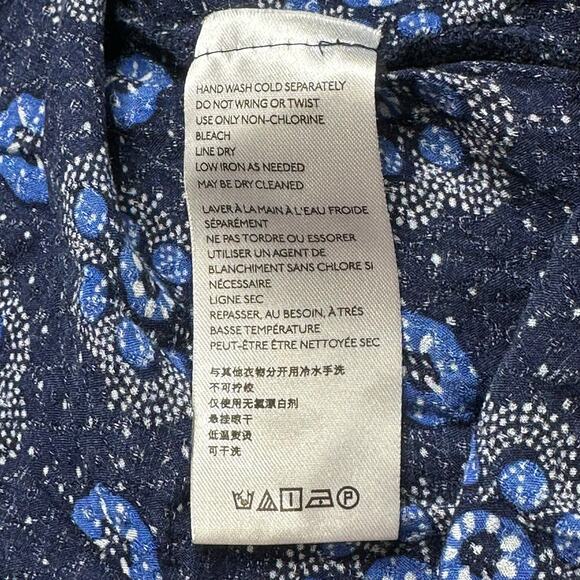 HAND WASH COLD SEPARATELY
DO NOT WRING OR TWIST
USE ONLY NON-CHLORINE
BLEACH
LINE DRY
LOW IRON AS NEEDED
MAY BE DRY CLEANED
LAVER À LA MAIN À L'EAU FROIDE
SÉPARÉMENT
NE PAS TORDRE OU ESSORER
UTILISER UN AGENT DE
BLANCHIMENT SANS CHLORE SI
NÉCESSAIRE
LIGNE SEC
REPASSER, AU BESOIN, À TRÉS
BASSE TEMPÉRATURE
PEUT-ÊTRE ÊTRE NETTOYÉE SEC
与其他衣物分开用冷水手洗
不可拧绞
仅使用无氯漂白剂
悬挂晾干
低温熨烫
可干洗
P